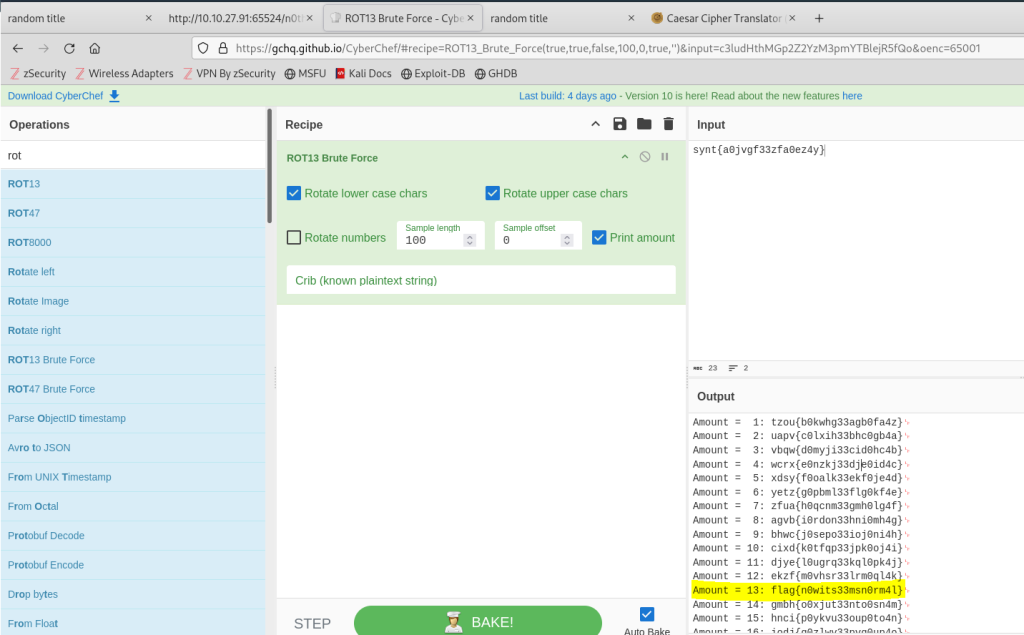 random title ×
http://10.10.27.91:65524/n0tl ×
ROT13 Brute Force - Cybe ×
random title ×
Caesar Cipher Translator | ×
+
https://gchq.github.io/CyberChef/#recipe=ROT13_Brute_Force(true,true,false,100,0,true,'')&input=c3ludHthMGp2Z2YzM3pmYTBlejR5fQo&oenc=65001
zSecurity Wireless Adapters VPN By zSecurity MSFU Kali Docs Exploit-DB GHDB
Download CyberChef
Last build: 4 days ago - Version 10 is here! Read about the new features here
Operations
rot
ROT13
ROT47
ROT8000
Rotate left
Rotate Image
Rotate right
ROT13 Brute Force
ROT47 Brute Force
Parse ObjectID timestamp
Avro to JSON
From UNIX Timestamp
From Octal
Protobuf Decode
Protobuf Encode
Drop bytes
From Float
Recipe
ROT13 Brute Force
Rotate lower case chars
Rotate upper case chars
Rotate numbers
Sample length
100
Sample offset
0
Print amount
Crib (known plaintext string)
STEP
BAKE!
Auto Bake
Input
synt{a0jvgf33zfa0ez4y}
ABC 23 2
Output
Amount =  1: tzou{b0kwhg33agb0fa4z}
Amount =  2: uapv{c0lxih33bhc0gb4a}
Amount =  3: vbqw{d0myji33cid0hc4b}
Amount =  4: wcrx{e0nzkj33dje0id4c}
Amount =  5: xdsy{f0oalk33ekf0je4d}
Amount =  6: yetz{g0pbml33flg0kf4e}
Amount =  7: zfua{h0qcnm33gmh0lg4f}
Amount =  8: agvb{i0rdon33hni0mh4g}
Amount =  9: bhwc{j0sepo33ioj0ni4h}
Amount = 10: cixd{k0tfqp33jpk0oj4i}
Amount = 11: djye{l0ugrq33kql0pk4j}
Amount = 12: ekzf{m0vhsr33lrm0ql4k}
Amount = 13: flag{n0wits33msn0rm4l}
Amount = 14: gmbh{o0xjut33nto0sn4m}
Amount = 15: hnci{p0ykvu33oup0to4n}
Amount = 16: iodj{q0zlwv33pvq0up4o}